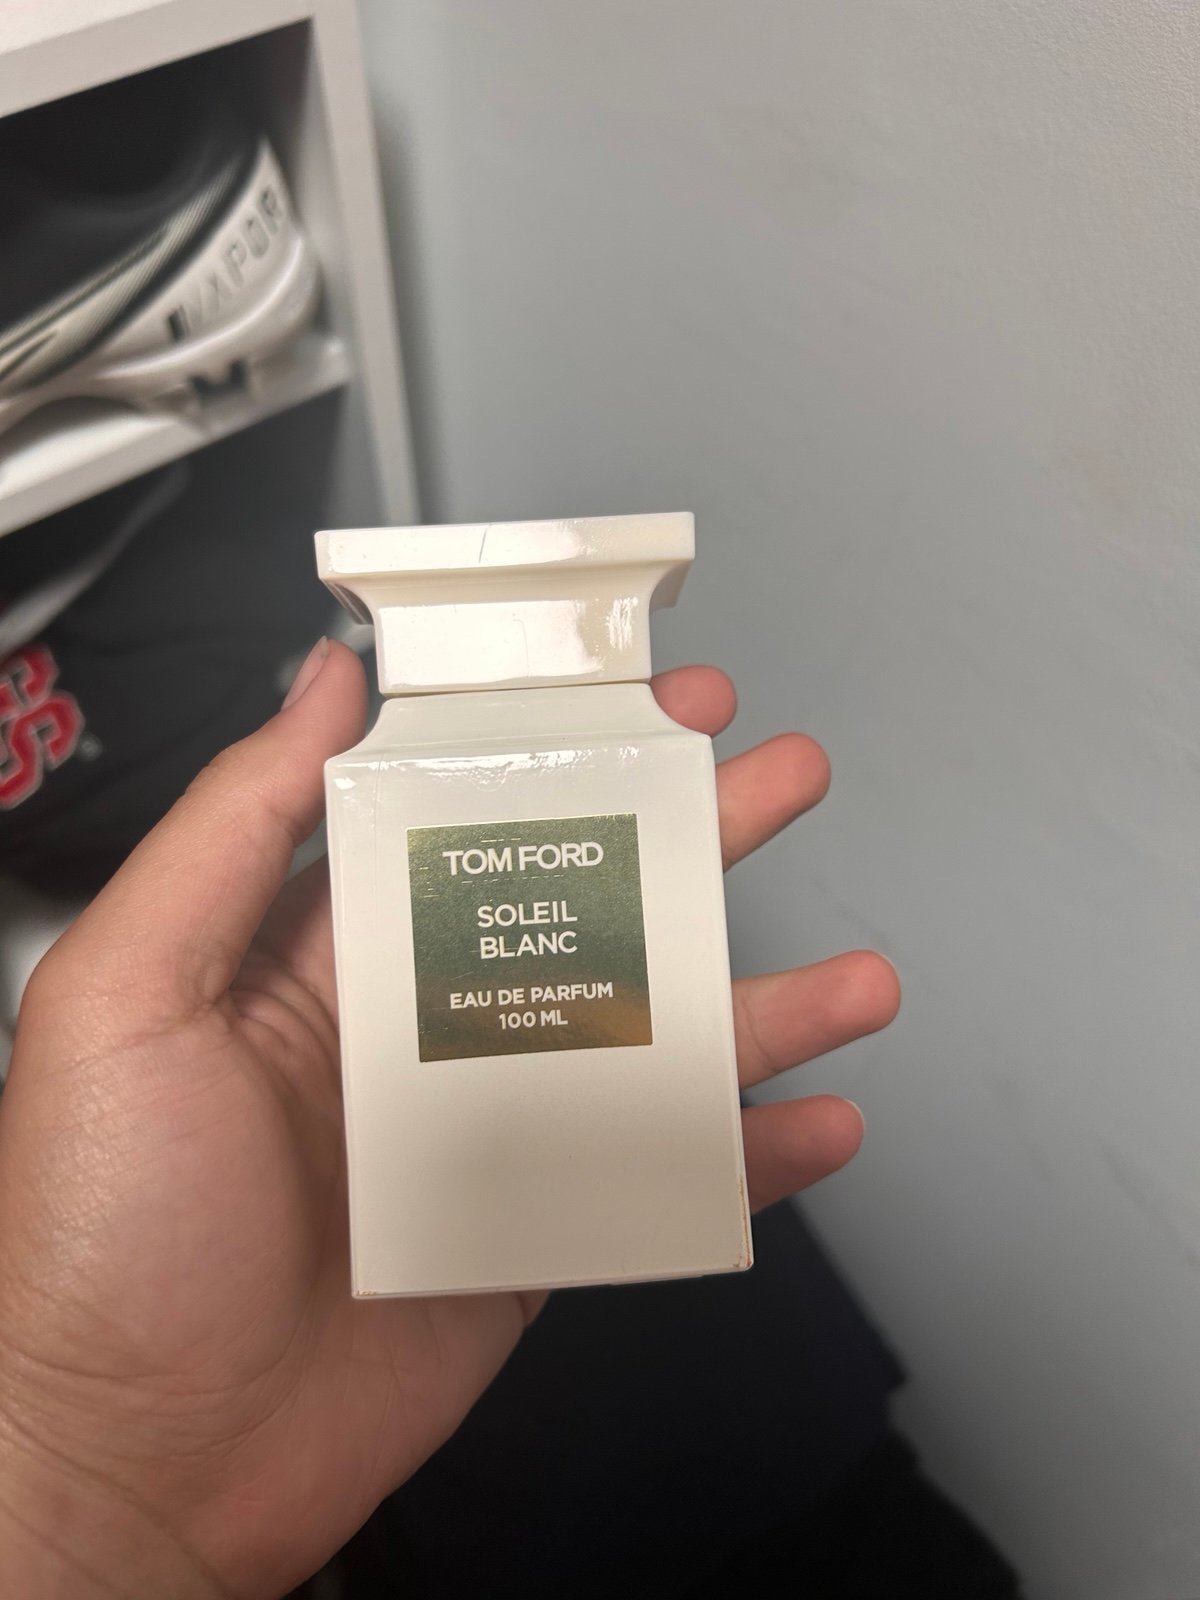 VAPOR
TOM FORD
SOLEIL
BLANC
EAU DE PARFUM
100 ML